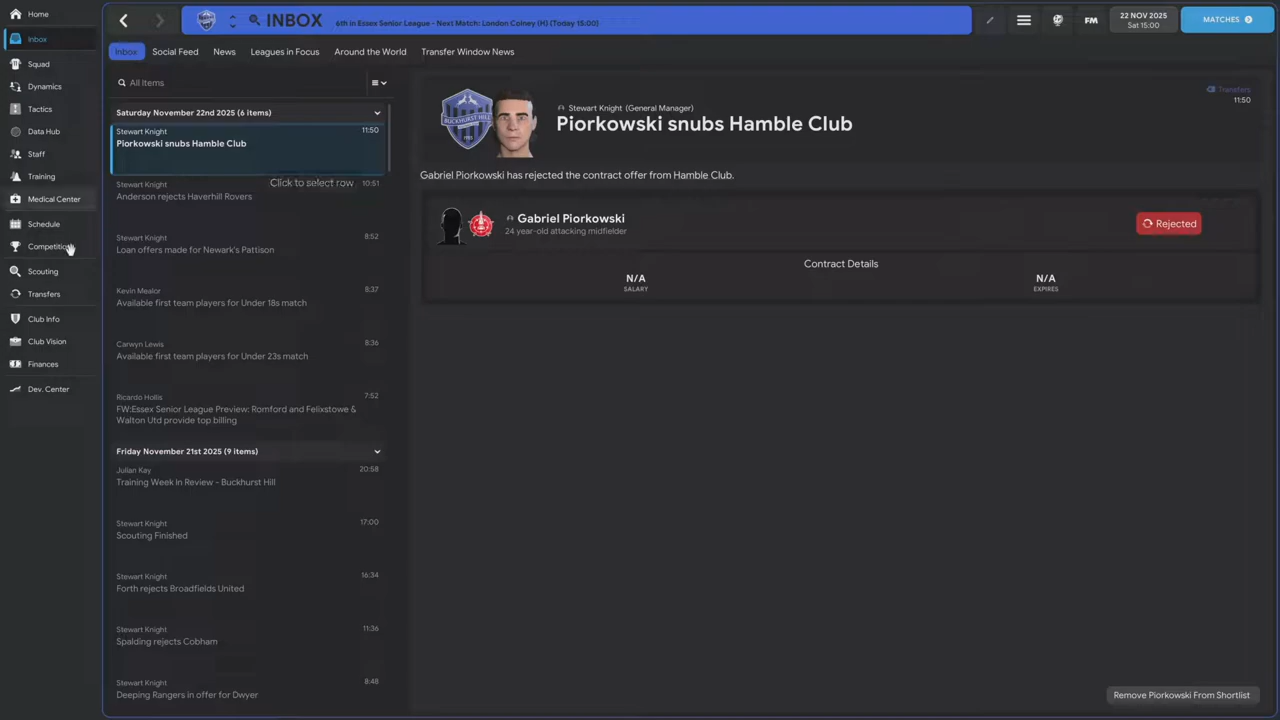 Home
INBOX
6th in Essex Senior League - Next Match: London Colney (H) (Today 15:00)
FM
22 NOV 2025
Sat 15:00
MATCHES
Inbox
Squad
Dynamics
Tactics
Data Hub
Staff
Training
Medical Center
Schedule
Competitions
Scouting
Transfers
Club Info
Club Vision
Finances
Dev. Center
Inbox
Social Feed
News
Leagues in Focus
Around the World
Transfer Window News
All Items
Saturday November 22nd 2025 (6 items)
Stewart Knight 11:50
Piorkowski snubs Hamble Club
Click to select row
Stewart Knight 10:51
Anderson rejects Haverhill Rovers
Stewart Knight 8:52
Loan offers made for Newark's Pattison
Kevin Mealor 8:37
Available first team players for Under 18s match
Carwyn Lewis 8:36
Available first team players for Under 23s match
Ricardo Hollis 7:52
FW:Essex Senior League Preview: Romford and Felixstowe &
Walton Utd provide top billing
Friday November 21st 2025 (9 items)
Julian Kay 20:58
Training Week In Review - Buckhurst Hill
Stewart Knight 17:00
Scouting Finished
Stewart Knight 16:34
Forth rejects Broadfields United
Stewart Knight 11:36
Spalding rejects Cobham
Stewart Knight 8:48
Deeping Rangers in offer for Dwyer
BUCKHURST HILL
Stewart Knight (General Manager)
Piorkowski snubs Hamble Club
Transfers
11:50
Gabriel Piorkowski has rejected the contract offer from Hamble Club.
Gabriel Piorkowski
24 year-old attacking midfielder
Rejected
Contract Details
N/A
SALARY
N/A
EXPIRES
Remove Piorkowski From Shortlist